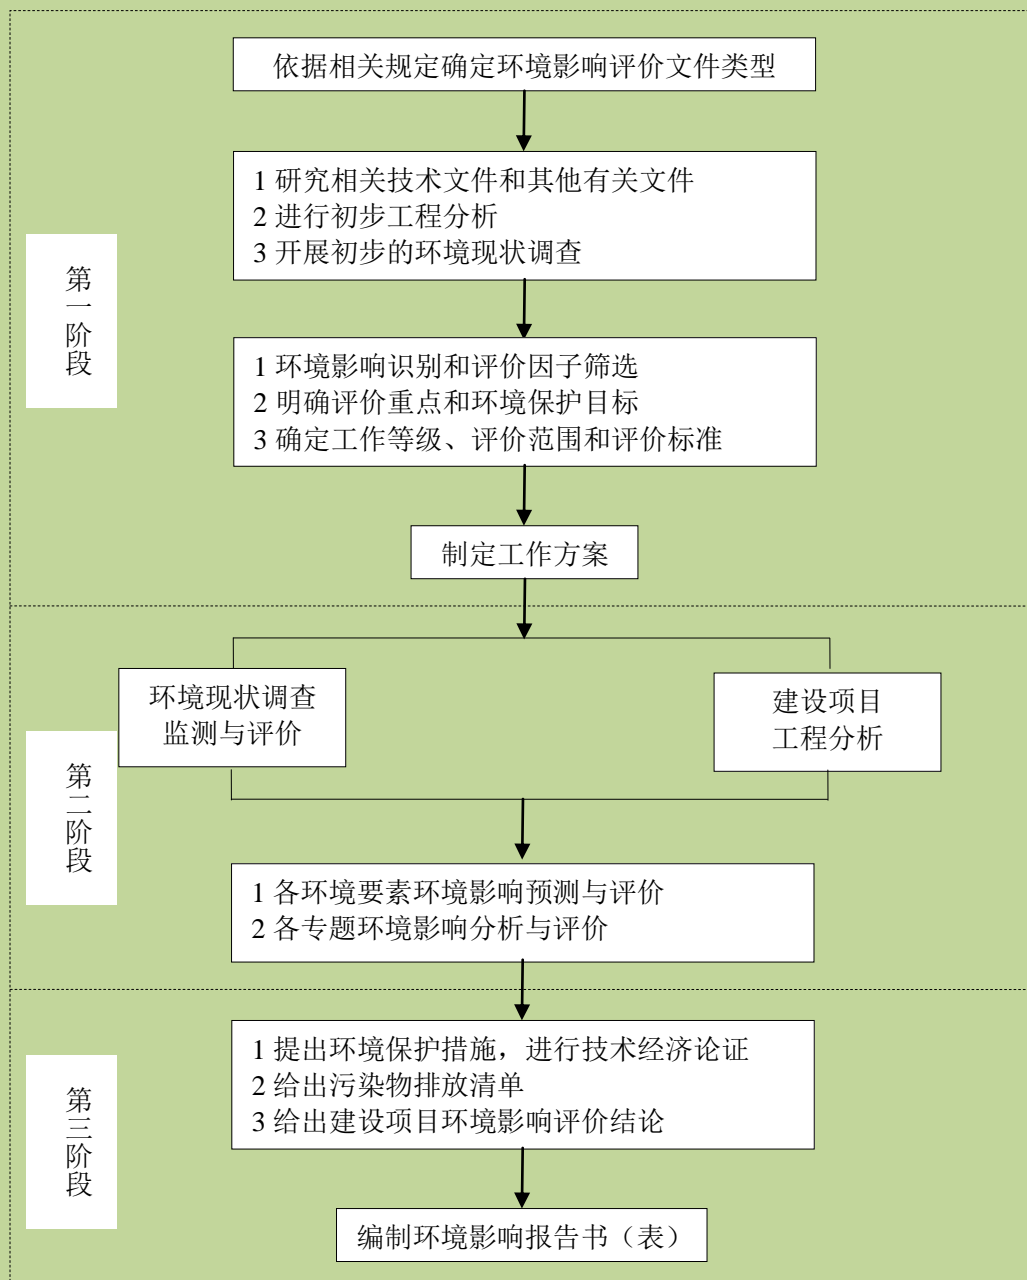 依据相关规定确定环境影响评价文件类型
1 研究相关技术文件和其他有关文件
2 进行初步工程分析
3 开展初步的环境现状调查
第一阶段
1 环境影响识别和评价因子筛选
2 明确评价重点和环境保护目标
3 确定工作等级、评价范围和评价标准
制定工作方案
环境现状调查
监测与评价
建设项目
工程分析
第二阶段
1 各环境要素环境影响预测与评价
2 各专题环境影响分析与评价
1 提出环境保护措施，进行技术经济论证
2 给出污染物排放清单
3 给出建设项目环境影响评价结论
第三阶段
编制环境影响报告书（表）